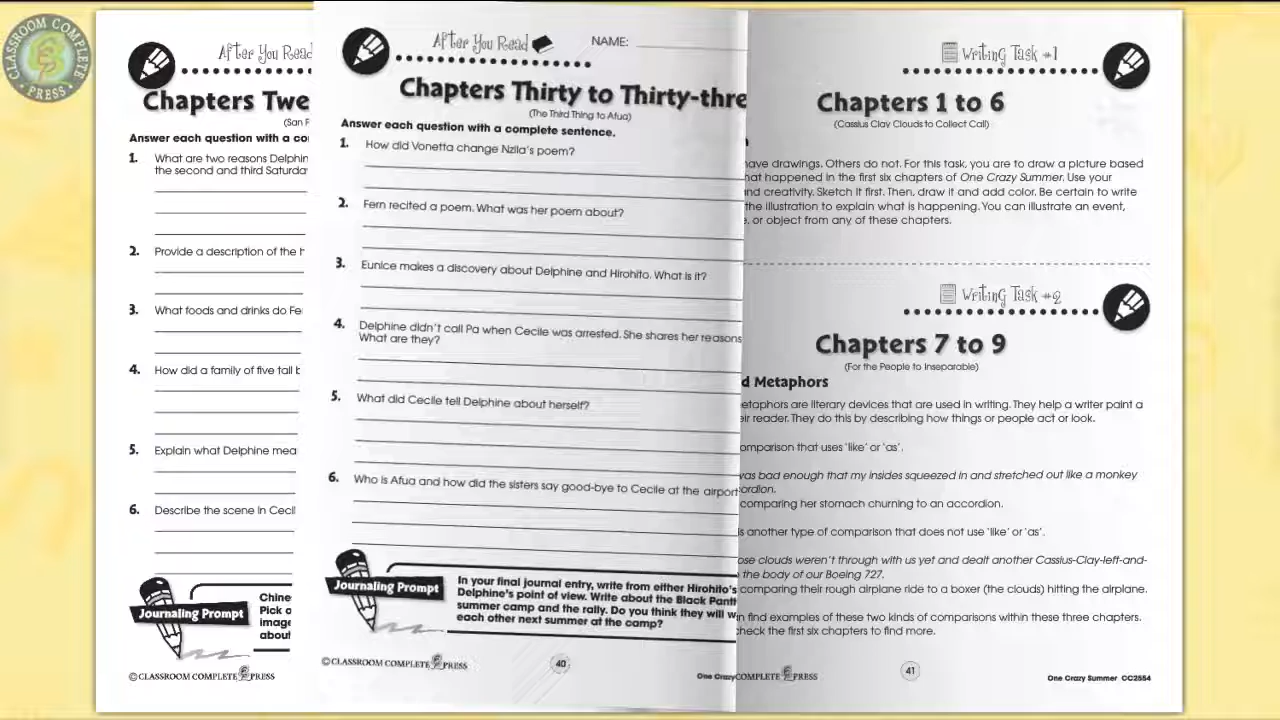 CLASSROOM COMPLETE
PRESS
After You Read
Chapters Twe
(San F
Answer each question with a co
1. What are two reasons Delphin
the second and third Saturda
2. Provide a description of the h
3. What foods and drinks do Fe
4. How did a family of five fall b
5. Explain what Delphine mea
6. Describe the scene in Cecil
Journaling Prompt
Chine
Pick o
image
about
©CLASSROOM COMPLETE PRESS
After You Read
NAME:
Chapters Thirty to Thirty-thre
(The Third Thing to Afua)
Answer each question with a complete sentence.
1. How did Vonetta change Nzila's poem?
2. Fern recited a poem. What was her poem about?
3. Eunice makes a discovery about Delphine and Hirohito. What is it?
4. Delphine didn't call Pa when Cecile was arrested. She shares her reasons
What are they?
5. What did Cecile tell Delphine about herself?
6. Who is Afua and how did the sisters say good-bye to Cecile at the airport
Journaling Prompt
In your final journal entry, write from either Hirohito's
Delphine's point of view. Write about the Black Pant
summer camp and the rally. Do you think they will w
each other next summer at the camp?
©CLASSROOM COMPLETE PRESS
40
One Crazy
Writing Task #1
Chapters 1 to 6
(Cassius Clay Clouds to Collect Call)
ave drawings. Others do not. For this task, you are to draw a picture based
hat happened in the first six chapters of One Crazy Summer. Use your
nd creativity. Sketch it first. Then, draw it and add color. Be certain to write
the illustration to explain what is happening. You can illustrate an event,
, or object from any of these chapters.
Writing Task #2
Chapters 7 to 9
(For the People to Inseparable)
d Metaphors
etaphors are literary devices that are used in writing. They help a writer paint a
eir reader. They do this by describing how things or people act or look.
omparison that uses 'like' or 'as'.
was bad enough that my insides squeezed in and stretched out like a monkey
ordion.
comparing her stomach churning to an accordion.
is another type of comparison that does not use 'like' or 'as'.
ose clouds weren't through with us yet and dealt another Cassius-Clay-left-and-
the body of our Boeing 727.
comparing their rough airplane ride to a boxer (the clouds) hitting the airplane.
n find examples of these two kinds of comparisons within these three chapters.
heck the first six chapters to find more.
COMPLETE PRESS
41
One Crazy Summer CC2554